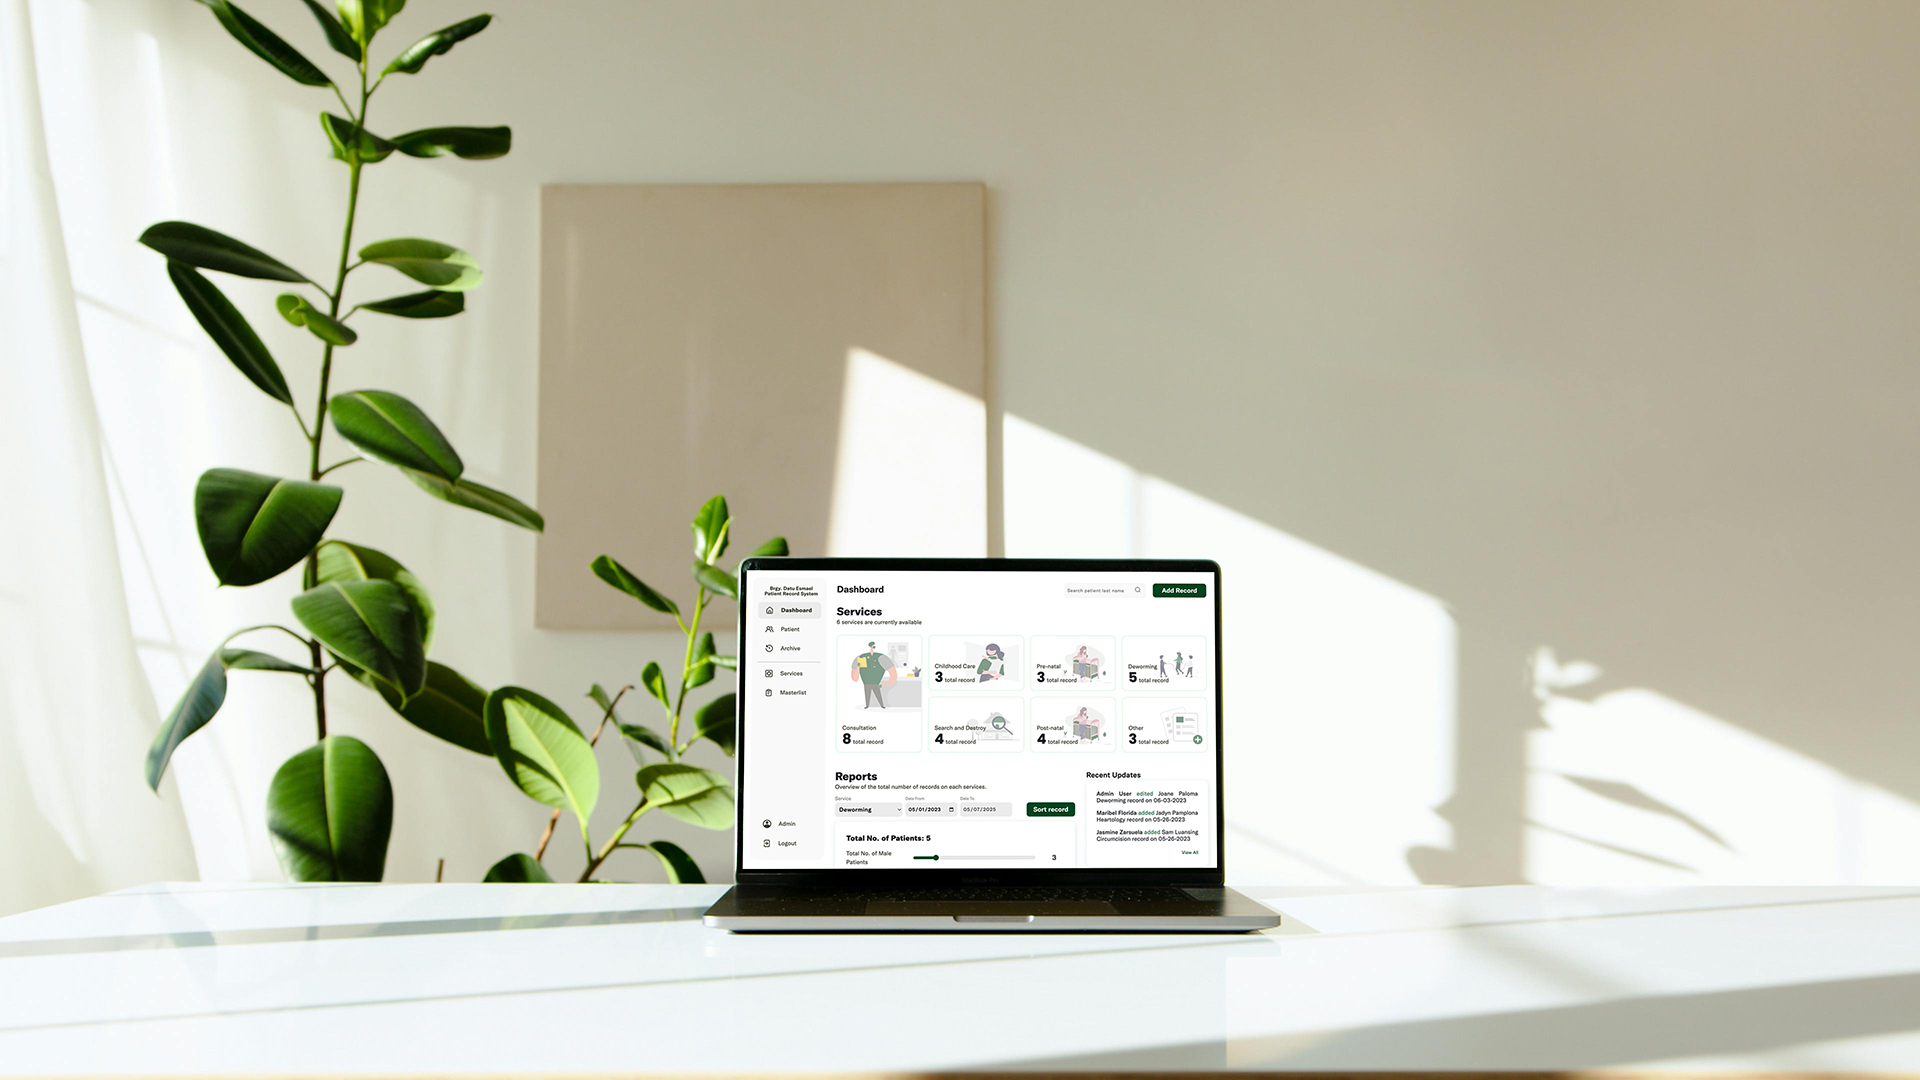 Brgy. Datu Esmael
Patient Record System
Dashboard
Patient
Archive
Services
Masterlist
Admin
Logout
Dashboard
Search patient last name
Add Record
Services
6 services are currently available
Consultation
8 total record
Childhood Care
3 total record
Pre-natal
3 total record
Deworming
5 total record
Search and Destroy
4 total record
Post-natal
4 total record
Other
3 total record
Reports
Overview of the total number of records on each services.
Service
Deworming
Date From
05/01/2023
Date To
05/07/2025
Sort record
Total No. of Patients: 5
Total No. of Male
Patients
3
Recent Updates
Admin User edited Joane Paloma
Deworming record on 06-03-2023
Maribel Florida added Jadyn Pamplona
Heartology record on 05-26-2023
Jasmine Zarsuela added Sam Luansing
Circumcision record on 05-26-2023
View All